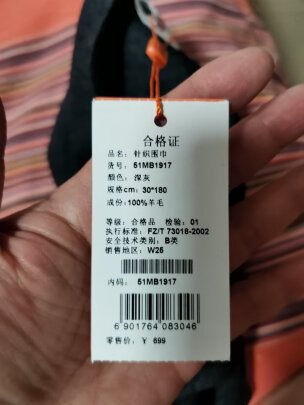 合格证
品名: 针织围巾
货号: 51MB1917
颜色: 深灰
规格cm: 30*180
成份: 100%羊毛
等级: 合格品 检验: 01
执行标准: FZ/T 73018-2002
安全技术类别: B类
销售地区: W25
内码: 51MB1917
6 901764 083046
零售价: ¥ 699